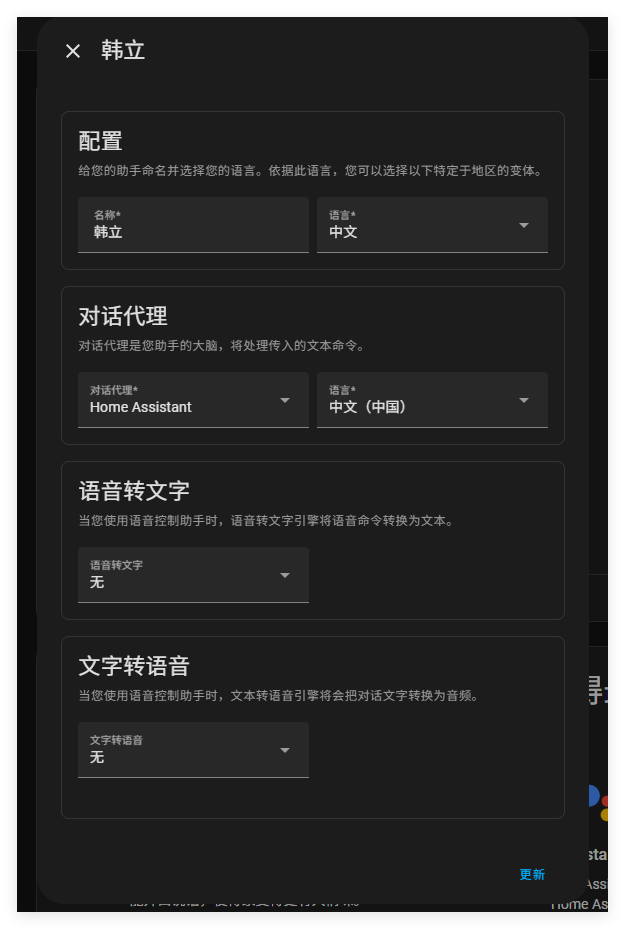 韩立
配置
给您的助手命名并选择您的语言。依据此语言，您可以选择以下特定于地区的变体。
名称*
韩立
语言*
中文
对话代理
对话代理是您助手的大脑，将处理传入的文本命令。
对话代理*
Home Assistant
语言*
中文（中国）
语音转文字
当您使用语音控制助手时，语音转文字引擎将语音命令转换为文本。
语音转文字
无
文字转语音
当您使用语音控制助手时，文本转语音引擎将会把对话文字转换为音频。
文字转语音
无
更新
Home As